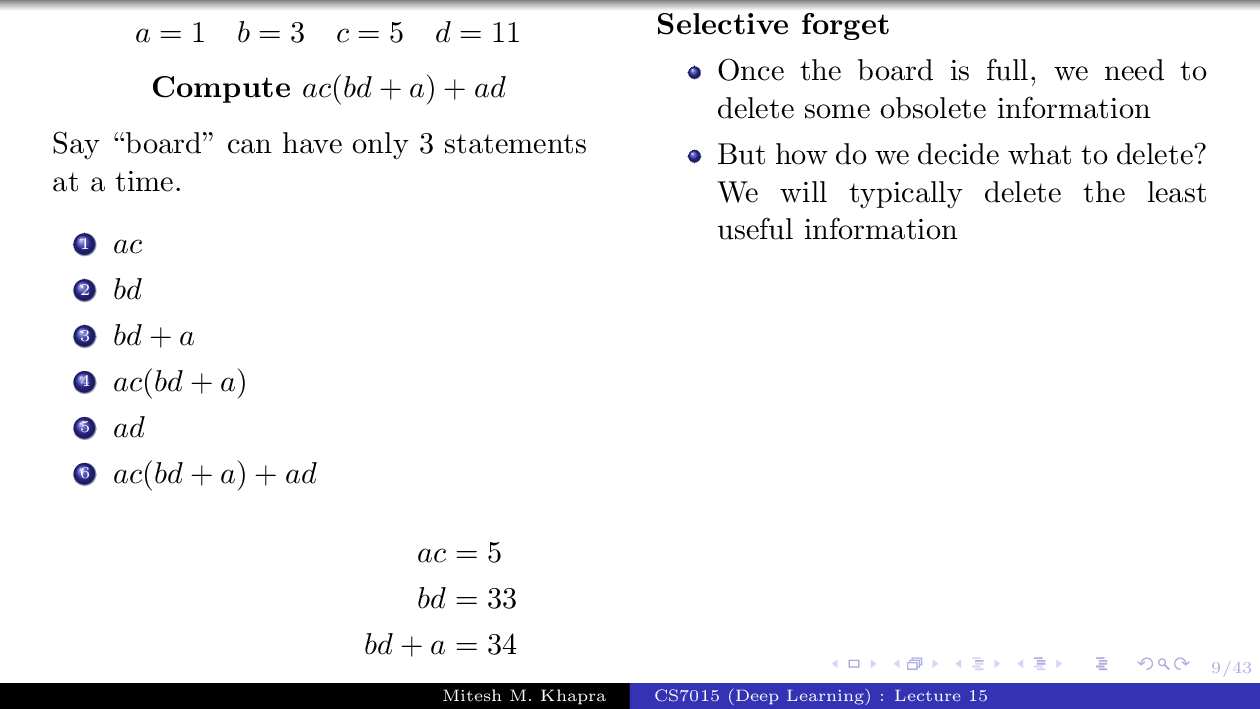 a = 1 b = 3 c = 5 d = 11
Compute ac(bd + a) + ad
Say “board” can have only 3 statements
at a time.
1 ac
2 bd
3 bd + a
4 ac(bd + a)
5 ad
6 ac(bd + a) + ad
ac = 5
bd = 33
bd + a = 34
Selective forget
Once the board is full, we need to
delete some obsolete information
But how do we decide what to delete?
We will typically delete the least
useful information
9/43
Mitesh M. Khapra
CS7015 (Deep Learning) : Lecture 15